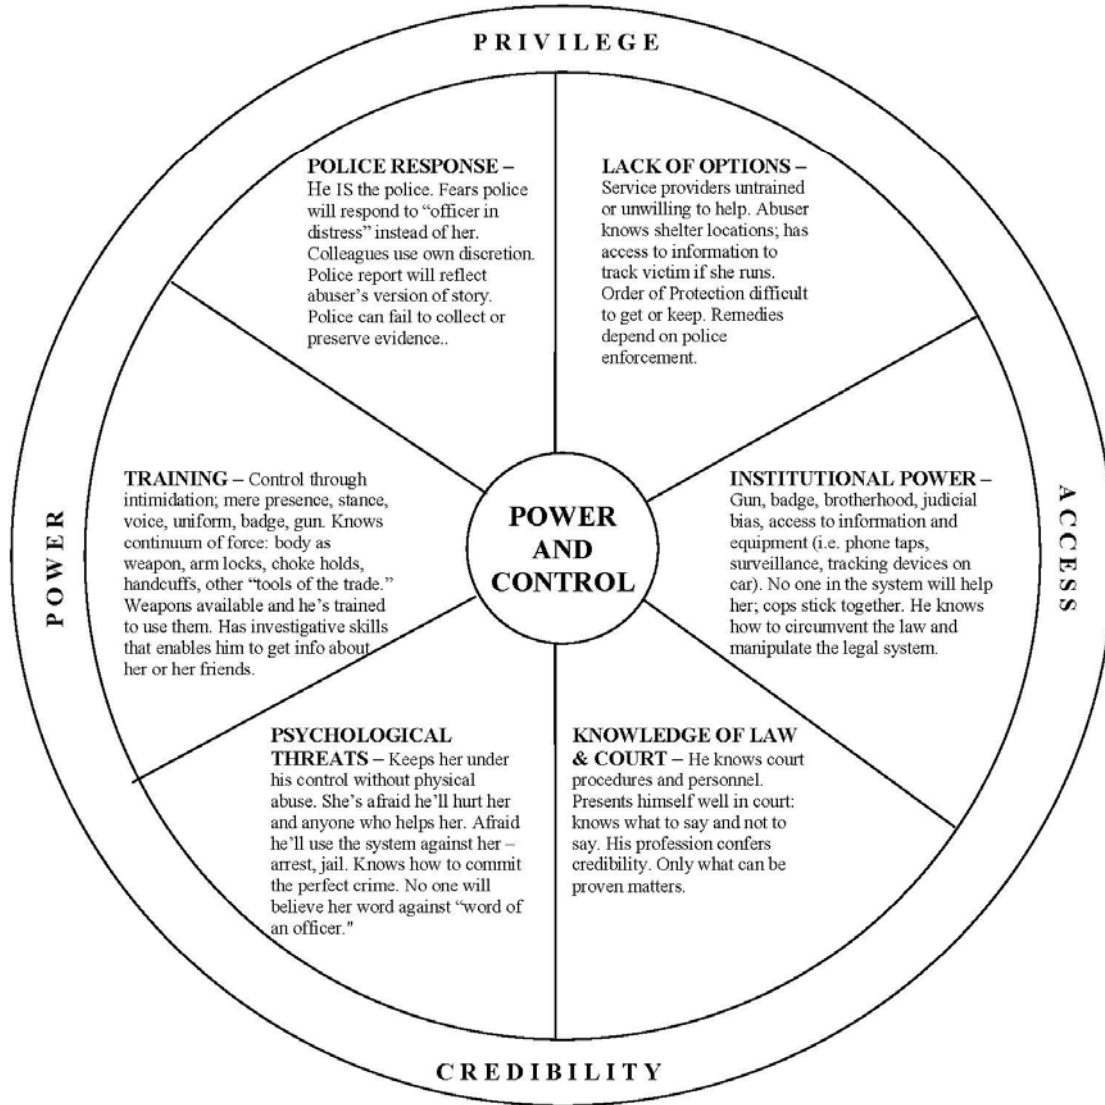 PRIVILEGE
POLICE RESPONSE –
He IS the police. Fears police
will respond to “officer in
distress” instead of her.
Colleagues use own discretion.
Police report will reflect
abuser’s version of story.
Police can fail to collect or
preserve evidence..
LACK OF OPTIONS –
Service providers untrained
or unwilling to help. Abuser
knows shelter locations; has
access to information to
track victim if she runs.
Order of Protection difficult
to get or keep. Remedies
depend on police
enforcement.
POWER
TRAINING – Control through
intimidation; mere presence, stance,
voice, uniform, badge, gun. Knows
continuum of force: body as
weapon, arm locks, choke holds,
handcuffs, other “tools of the trade.”
Weapons available and he’s trained
to use them. Has investigative skills
that enables him to get info about
her or her friends.
POWER
AND
CONTROL
INSTITUTIONAL POWER –
Gun, badge, brotherhood, judicial
bias, access to information and
equipment (i.e. phone taps,
surveillance, tracking devices on
car). No one in the system will help
her; cops stick together. He knows
how to circumvent the law and
manipulate the legal system.
ACCESS
PSYCHOLOGICAL
THREATS – Keeps her under
his control without physical
abuse. She’s afraid he’ll hurt her
and anyone who helps her. Afraid
he’ll use the system against her –
arrest, jail. Knows how to commit
the perfect crime. No one will
believe her word against “word of
an officer."
KNOWLEDGE OF LAW
& COURT – He knows court
procedures and personnel.
Presents himself well in court:
knows what to say and not to
say. His profession confers
credibility. Only what can be
proven matters.
CREDIBILITY